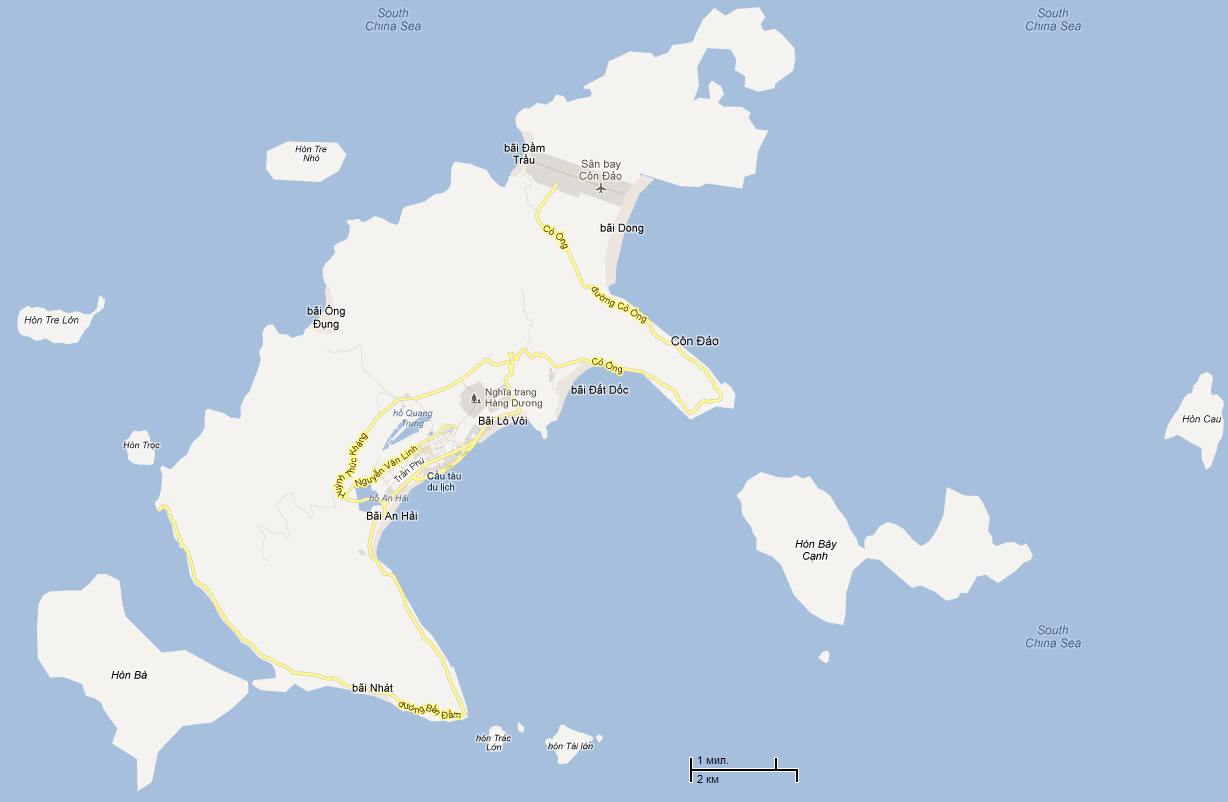 South
China Sea
South
China Sea
Hòn Tre
Nhỏ
bãi Đầm
Trầu
Sân bay
Côn Đảo
Cỏ Ống
bãi Dong
đường Cỏ Ống
bãi Ông
Đụng
Hòn Tre Lớn
Côn Đảo
Cỏ Ống
bãi Đất Dốc
Nghĩa trang
Hàng Dương
hồ Quang
Trung
Bãi Lò Vôi
Hòn Cau
Hòn Trọc
Huỳnh Thúc Kháng
Nguyễn Văn Linh
Trần Phú
Cầu tàu
du lịch
hồ An Hải
Bãi An Hải
Hòn Bảy
Cạnh
South
China Sea
Hòn Bà
bãi Nhát
đường Bến Đầm
hòn Trác
Lớn
hòn Tài lớn
1 мил.
2 км